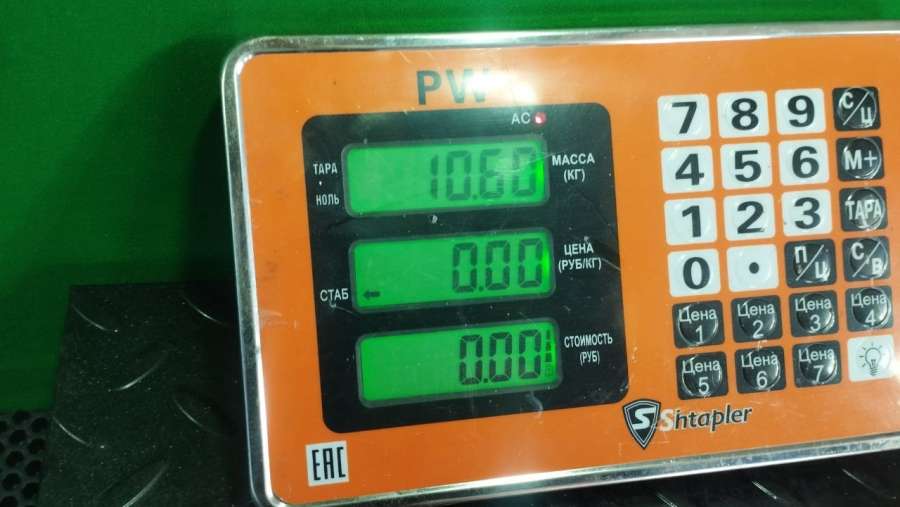 PW
AC
ТАРА
НОЛЬ
10.60
МАССА
(КГ)
СТАБ
0.00
ЦЕНА
(РУБ/КГ)
0.00
СТОИМОСТЬ
(РУБ)
7 8 9 С/Ц
4 5 6 М+
1 2 3 ТАРА
0 . П/Ц С/В
Цена 1 Цена 2 Цена 3 Цена 4
Цена 5 Цена 6 Цена 7
S Shtapler
EAC